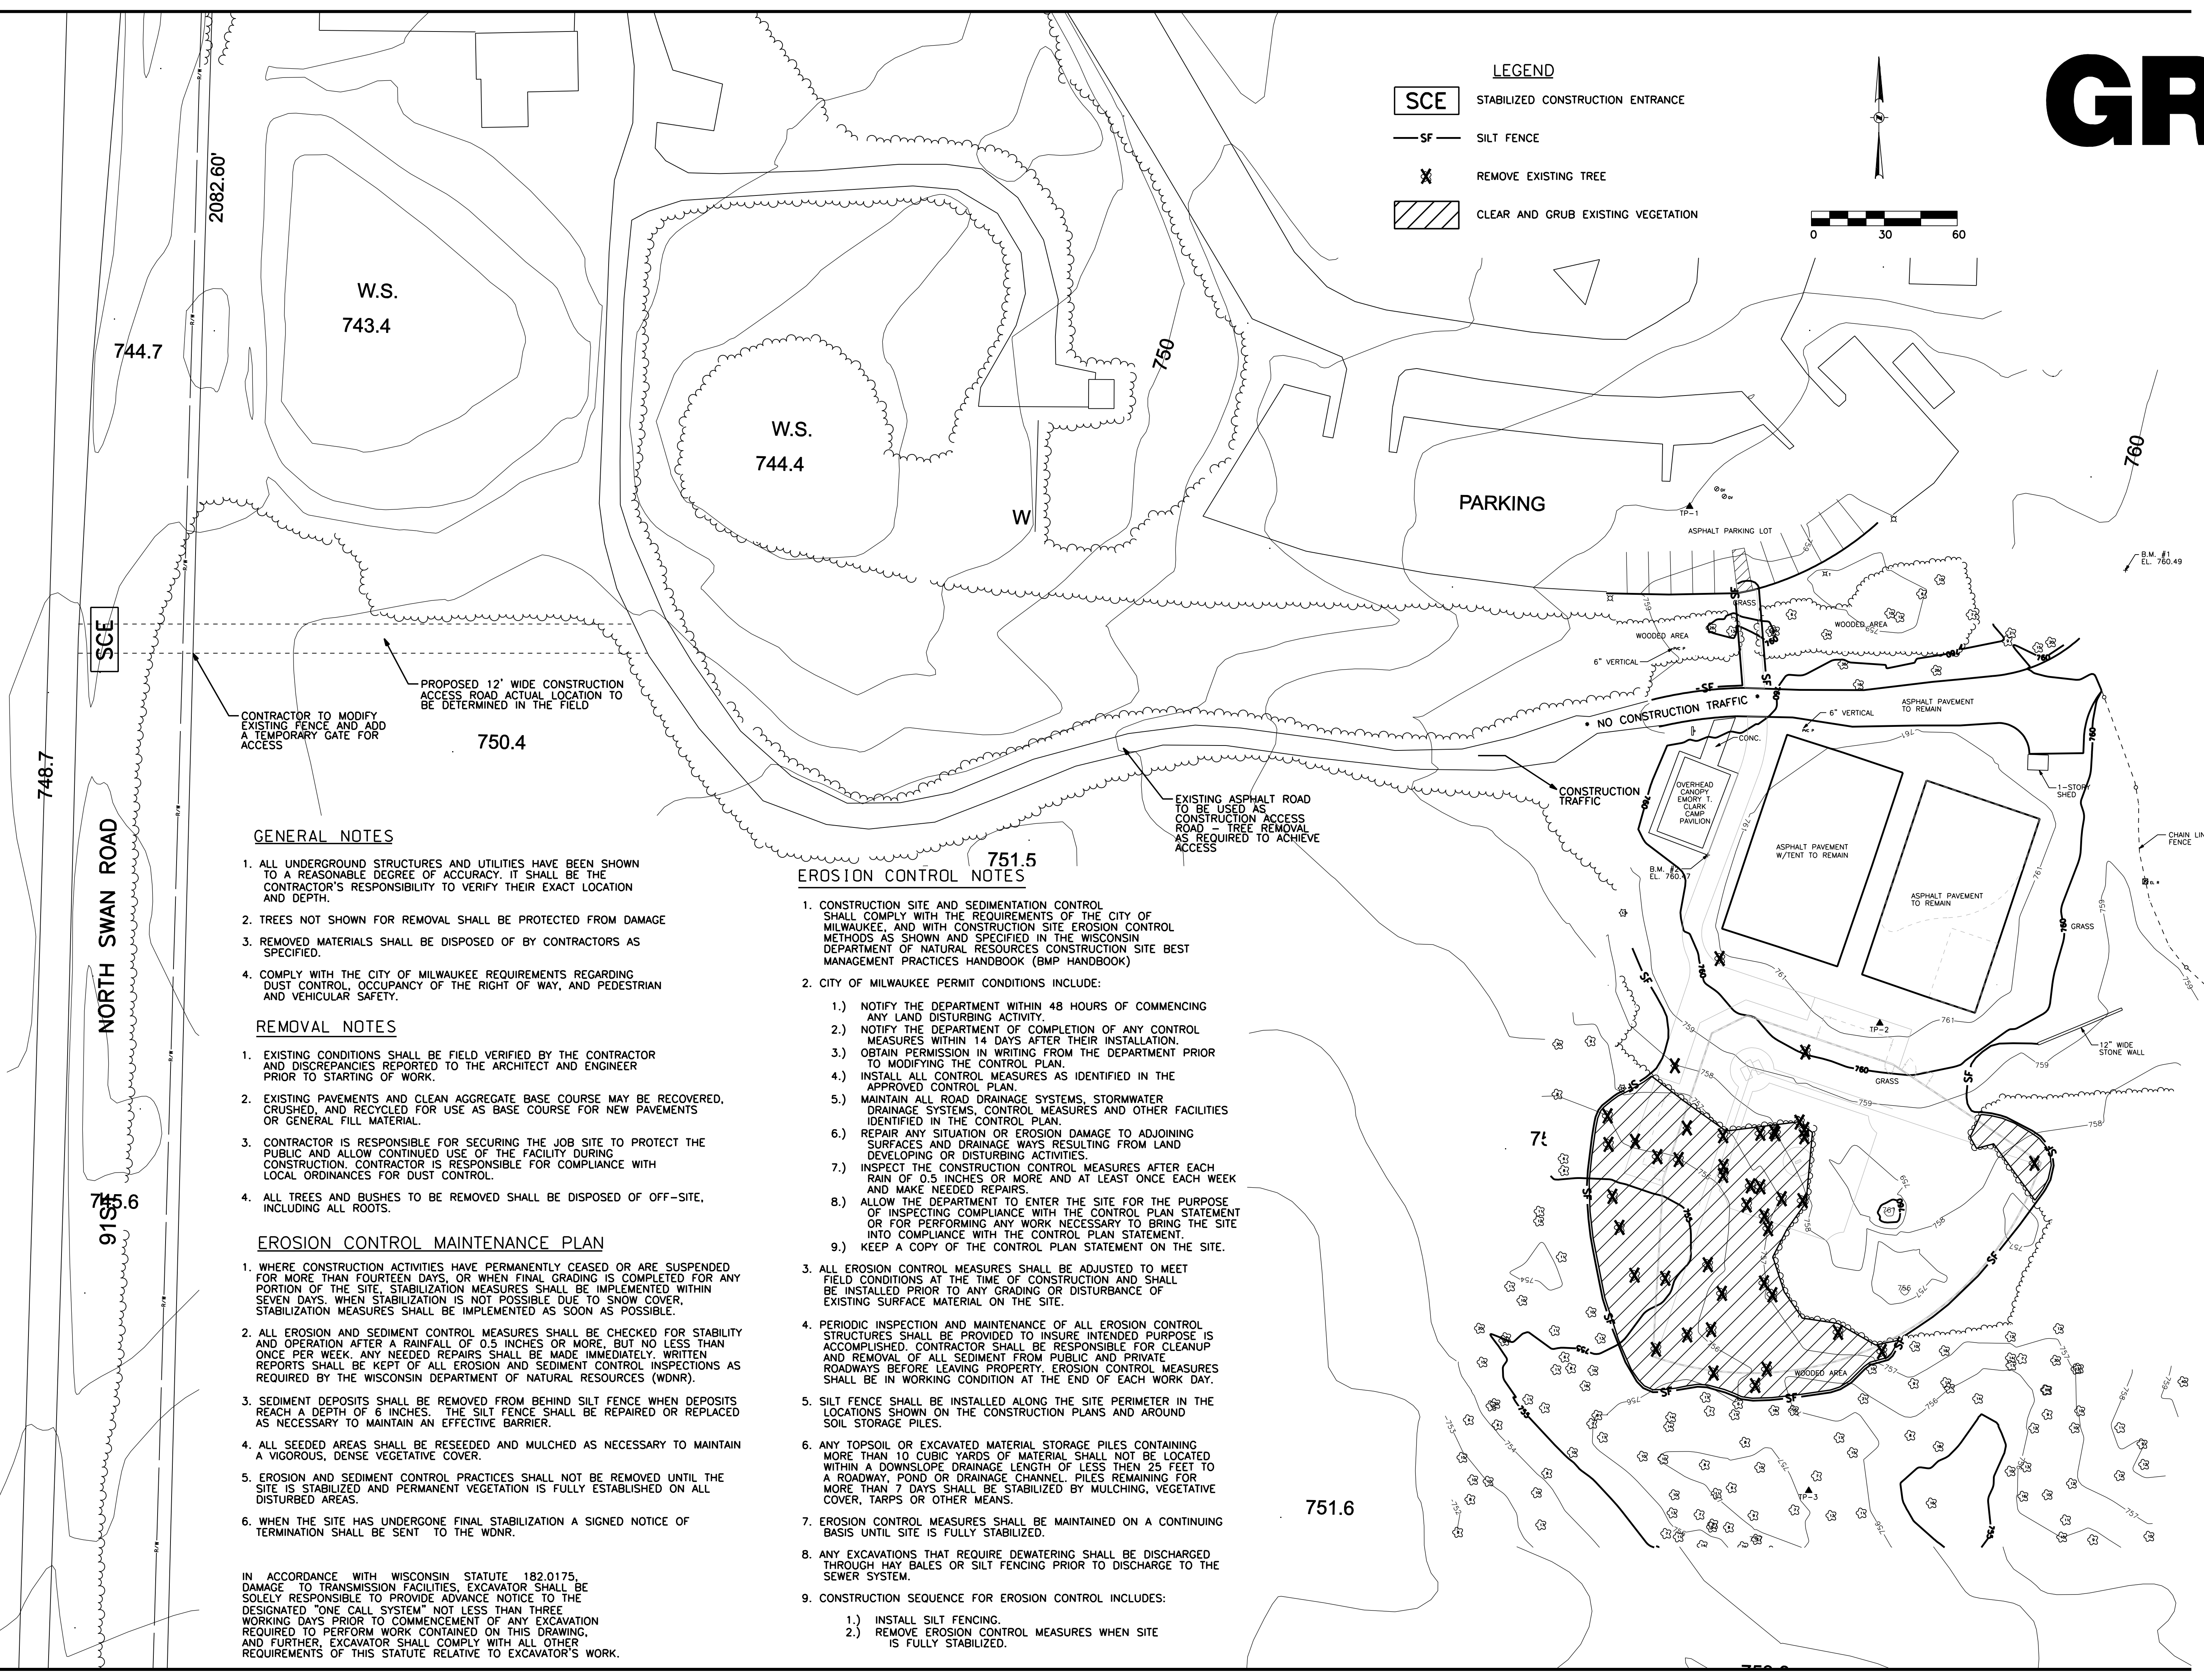 GR
LEGEND
SCE STABILIZED CONSTRUCTION ENTRANCE
SF SILT FENCE
REMOVE EXISTING TREE
CLEAR AND GRUB EXISTING VEGETATION
N
0 30 60
2082.60'
R/W
W.S.
743.4
744.7
W.S.
744.4
750
W
PARKING
760
TP-1
ASPHALT PARKING LOT
759
B.M. #1
EL. 760.49
GRASS
WOODED AREA
WOODED AREA
6" VERTICAL
SCE
PROPOSED 12' WIDE CONSTRUCTION
ACCESS ROAD ACTUAL LOCATION TO
BE DETERMINED IN THE FIELD
CONTRACTOR TO MODIFY
EXISTING FENCE AND ADD
A TEMPORARY GATE FOR
ACCESS
750.4
748.7
NORTH SWAN ROAD
745.6
91ST
* NO CONSTRUCTION TRAFFIC *
ASPHALT PAVEMENT
TO REMAIN
6" VERTICAL
CONC.
CONSTRUCTION
TRAFFIC
EXISTING ASPHALT ROAD
TO BE USED AS
CONSTRUCTION ACCESS
ROAD – TREE REMOVAL
AS REQUIRED TO ACHIEVE
ACCESS
751.5
OVERHEAD
CANOPY
EMORY T.
CLARK
CAMP
PAVILION
1-STORY
SHED
CHAIN LIN
FENCE
ASPHALT PAVEMENT
W/TENT TO REMAIN
ASPHALT PAVEMENT
TO REMAIN
B.M. #2
EL. 760.47
GRASS
TP-2
12" WIDE
STONE WALL
GRASS
WOODED AREA
TP-3
751.6
GENERAL NOTES
1. ALL UNDERGROUND STRUCTURES AND UTILITIES HAVE BEEN SHOWN
TO A REASONABLE DEGREE OF ACCURACY. IT SHALL BE THE
CONTRACTOR'S RESPONSIBILITY TO VERIFY THEIR EXACT LOCATION
AND DEPTH.
2. TREES NOT SHOWN FOR REMOVAL SHALL BE PROTECTED FROM DAMAGE
3. REMOVED MATERIALS SHALL BE DISPOSED OF BY CONTRACTORS AS
SPECIFIED.
4. COMPLY WITH THE CITY OF MILWAUKEE REQUIREMENTS REGARDING
DUST CONTROL, OCCUPANCY OF THE RIGHT OF WAY, AND PEDESTRIAN
AND VEHICULAR SAFETY.
REMOVAL NOTES
1. EXISTING CONDITIONS SHALL BE FIELD VERIFIED BY THE CONTRACTOR
AND DISCREPANCIES REPORTED TO THE ARCHITECT AND ENGINEER
PRIOR TO STARTING OF WORK.
2. EXISTING PAVEMENTS AND CLEAN AGGREGATE BASE COURSE MAY BE RECOVERED,
CRUSHED, AND RECYCLED FOR USE AS BASE COURSE FOR NEW PAVEMENTS
OR GENERAL FILL MATERIAL.
3. CONTRACTOR IS RESPONSIBLE FOR SECURING THE JOB SITE TO PROTECT THE
PUBLIC AND ALLOW CONTINUED USE OF THE FACILITY DURING
CONSTRUCTION. CONTRACTOR IS RESPONSIBLE FOR COMPLIANCE WITH
LOCAL ORDINANCES FOR DUST CONTROL.
4. ALL TREES AND BUSHES TO BE REMOVED SHALL BE DISPOSED OF OFF-SITE,
INCLUDING ALL ROOTS.
EROSION CONTROL MAINTENANCE PLAN
1. WHERE CONSTRUCTION ACTIVITIES HAVE PERMANENTLY CEASED OR ARE SUSPENDED
FOR MORE THAN FOURTEEN DAYS, OR WHEN FINAL GRADING IS COMPLETED FOR ANY
PORTION OF THE SITE, STABILIZATION MEASURES SHALL BE IMPLEMENTED WITHIN
SEVEN DAYS. WHEN STABILIZATION IS NOT POSSIBLE DUE TO SNOW COVER,
STABILIZATION MEASURES SHALL BE IMPLEMENTED AS SOON AS POSSIBLE.
2. ALL EROSION AND SEDIMENT CONTROL MEASURES SHALL BE CHECKED FOR STABILITY
AND OPERATION AFTER A RAINFALL OF 0.5 INCHES OR MORE, BUT NO LESS THAN
ONCE PER WEEK. ANY NEEDED REPAIRS SHALL BE MADE IMMEDIATELY. WRITTEN
REPORTS SHALL BE KEPT OF ALL EROSION AND SEDIMENT CONTROL INSPECTIONS AS
REQUIRED BY THE WISCONSIN DEPARTMENT OF NATURAL RESOURCES (WDNR).
3. SEDIMENT DEPOSITS SHALL BE REMOVED FROM BEHIND SILT FENCE WHEN DEPOSITS
REACH A DEPTH OF 6 INCHES. THE SILT FENCE SHALL BE REPAIRED OR REPLACED
AS NECESSARY TO MAINTAIN AN EFFECTIVE BARRIER.
4. ALL SEEDED AREAS SHALL BE RESEEDED AND MULCHED AS NECESSARY TO MAINTAIN
A VIGOROUS, DENSE VEGETATIVE COVER.
5. EROSION AND SEDIMENT CONTROL PRACTICES SHALL NOT BE REMOVED UNTIL THE
SITE IS STABILIZED AND PERMANENT VEGETATION IS FULLY ESTABLISHED ON ALL
DISTURBED AREAS.
6. WHEN THE SITE HAS UNDERGONE FINAL STABILIZATION A SIGNED NOTICE OF
TERMINATION SHALL BE SENT TO THE WDNR.
IN ACCORDANCE WITH WISCONSIN STATUTE 182.0175,
DAMAGE TO TRANSMISSION FACILITIES, EXCAVATOR SHALL BE
SOLELY RESPONSIBLE TO PROVIDE ADVANCE NOTICE TO THE
DESIGNATED "ONE CALL SYSTEM" NOT LESS THAN THREE
WORKING DAYS PRIOR TO COMMENCEMENT OF ANY EXCAVATION
REQUIRED TO PERFORM WORK CONTAINED ON THIS DRAWING,
AND FURTHER, EXCAVATOR SHALL COMPLY WITH ALL OTHER
REQUIREMENTS OF THIS STATUTE RELATIVE TO EXCAVATOR'S WORK.
EROSION CONTROL NOTES
1. CONSTRUCTION SITE AND SEDIMENTATION CONTROL
SHALL COMPLY WITH THE REQUIREMENTS OF THE CITY OF
MILWAUKEE, AND WITH CONSTRUCTION SITE EROSION CONTROL
METHODS AS SHOWN AND SPECIFIED IN THE WISCONSIN
DEPARTMENT OF NATURAL RESOURCES CONSTRUCTION SITE BEST
MANAGEMENT PRACTICES HANDBOOK (BMP HANDBOOK)
2. CITY OF MILWAUKEE PERMIT CONDITIONS INCLUDE:
1.) NOTIFY THE DEPARTMENT WITHIN 48 HOURS OF COMMENCING
ANY LAND DISTURBING ACTIVITY.
2.) NOTIFY THE DEPARTMENT OF COMPLETION OF ANY CONTROL
MEASURES WITHIN 14 DAYS AFTER THEIR INSTALLATION.
3.) OBTAIN PERMISSION IN WRITING FROM THE DEPARTMENT PRIOR
TO MODIFYING THE CONTROL PLAN.
4.) INSTALL ALL CONTROL MEASURES AS IDENTIFIED IN THE
APPROVED CONTROL PLAN.
5.) MAINTAIN ALL ROAD DRAINAGE SYSTEMS, STORMWATER
DRAINAGE SYSTEMS, CONTROL MEASURES AND OTHER FACILITIES
IDENTIFIED IN THE CONTROL PLAN.
6.) REPAIR ANY SITUATION OR EROSION DAMAGE TO ADJOINING
SURFACES AND DRAINAGE WAYS RESULTING FROM LAND
DEVELOPING OR DISTURBING ACTIVITIES.
7.) INSPECT THE CONSTRUCTION CONTROL MEASURES AFTER EACH
RAIN OF 0.5 INCHES OR MORE AND AT LEAST ONCE EACH WEEK
AND MAKE NEEDED REPAIRS.
8.) ALLOW THE DEPARTMENT TO ENTER THE SITE FOR THE PURPOSE
OF INSPECTING COMPLIANCE WITH THE CONTROL PLAN STATEMENT
OR FOR PERFORMING ANY WORK NECESSARY TO BRING THE SITE
INTO COMPLIANCE WITH THE CONTROL PLAN STATEMENT.
9.) KEEP A COPY OF THE CONTROL PLAN STATEMENT ON THE SITE.
3. ALL EROSION CONTROL MEASURES SHALL BE ADJUSTED TO MEET
FIELD CONDITIONS AT THE TIME OF CONSTRUCTION AND SHALL
BE INSTALLED PRIOR TO ANY GRADING OR DISTURBANCE OF
EXISTING SURFACE MATERIAL ON THE SITE.
4. PERIODIC INSPECTION AND MAINTENANCE OF ALL EROSION CONTROL
STRUCTURES SHALL BE PROVIDED TO INSURE INTENDED PURPOSE IS
ACCOMPLISHED. CONTRACTOR SHALL BE RESPONSIBLE FOR CLEANUP
AND REMOVAL OF ALL SEDIMENT FROM PUBLIC AND PRIVATE
ROADWAYS BEFORE LEAVING PROPERTY. EROSION CONTROL MEASURES
SHALL BE IN WORKING CONDITION AT THE END OF EACH WORK DAY.
5. SILT FENCE SHALL BE INSTALLED ALONG THE SITE PERIMETER IN THE
LOCATIONS SHOWN ON THE CONSTRUCTION PLANS AND AROUND
SOIL STORAGE PILES.
6. ANY TOPSOIL OR EXCAVATED MATERIAL STORAGE PILES CONTAINING
MORE THAN 10 CUBIC YARDS OF MATERIAL SHALL NOT BE LOCATED
WITHIN A DOWNSLOPE DRAINAGE LENGTH OF LESS THEN 25 FEET TO
A ROADWAY, POND OR DRAINAGE CHANNEL. PILES REMAINING FOR
MORE THAN 7 DAYS SHALL BE STABILIZED BY MULCHING, VEGETATIVE
COVER, TARPS OR OTHER MEANS.
7. EROSION CONTROL MEASURES SHALL BE MAINTAINED ON A CONTINUING
BASIS UNTIL SITE IS FULLY STABILIZED.
8. ANY EXCAVATIONS THAT REQUIRE DEWATERING SHALL BE DISCHARGED
THROUGH HAY BALES OR SILT FENCING PRIOR TO DISCHARGE TO THE
SEWER SYSTEM.
9. CONSTRUCTION SEQUENCE FOR EROSION CONTROL INCLUDES:
1.) INSTALL SILT FENCING.
2.) REMOVE EROSION CONTROL MEASURES WHEN SITE
IS FULLY STABILIZED.